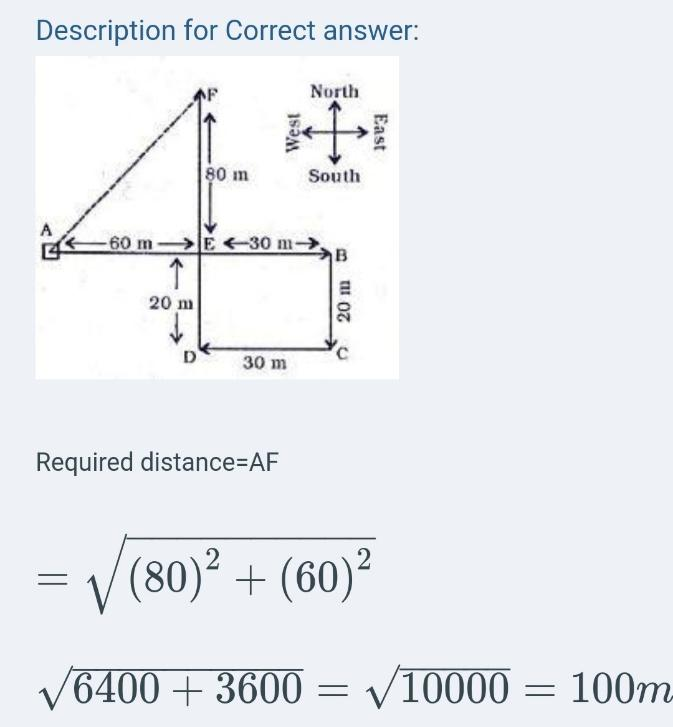 Description for Correct answer:
F
North
West
East
80 m
South
A
60 m
E
30 m
B
20 m
20 m
D
30 m
C
Required distance=AF
= √(80)² + (60)²
√6400 + 3600 = √10000 = 100m